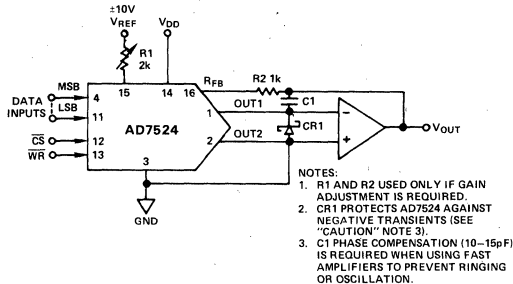 ±10V
VREF
VDD
R1
2k
RFB
R2 1k
MSB
DATA
INPUTS
LSB
CS
WR
15
14
16
4
11
12
13
1
2
3
OUT1
OUT2
C1
CR1
AD7524
−
+
VOUT
GND
NOTES:
1. R1 AND R2 USED ONLY IF GAIN
ADJUSTMENT IS REQUIRED.
2. CR1 PROTECTS AD7524 AGAINST
NEGATIVE TRANSIENTS (SEE
"CAUTION" NOTE 3).
3. C1 PHASE COMPENSATION (10–15pF)
IS REQUIRED WHEN USING FAST
AMPLIFIERS TO PREVENT RINGING
OR OSCILLATION.